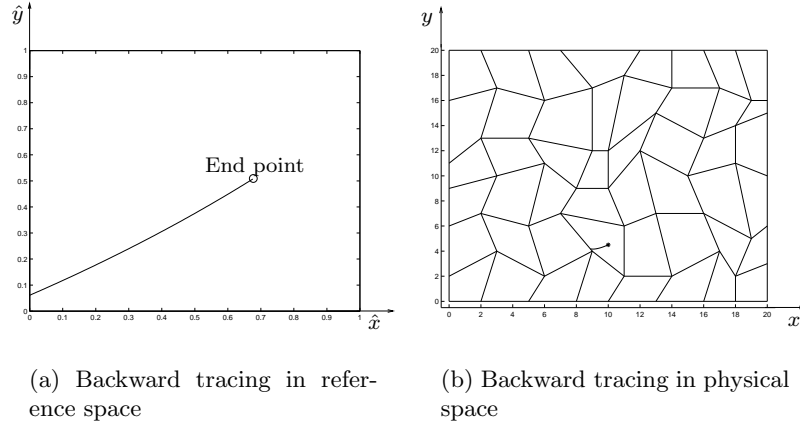 ŷ
1
0.9
0.8
0.7
0.6
0.5
0.4
0.3
0.2
0.1
0
End point
0 0.1 0.2 0.3 0.4 0.5 0.6 0.7 0.8 0.9 1
x̂
(a) Backward tracing in refer-
ence space
y
20
18
16
14
12
10
8
6
4
2
0
0 2 4 6 8 10 12 14 16 18 20
x
(b) Backward tracing in physical
space